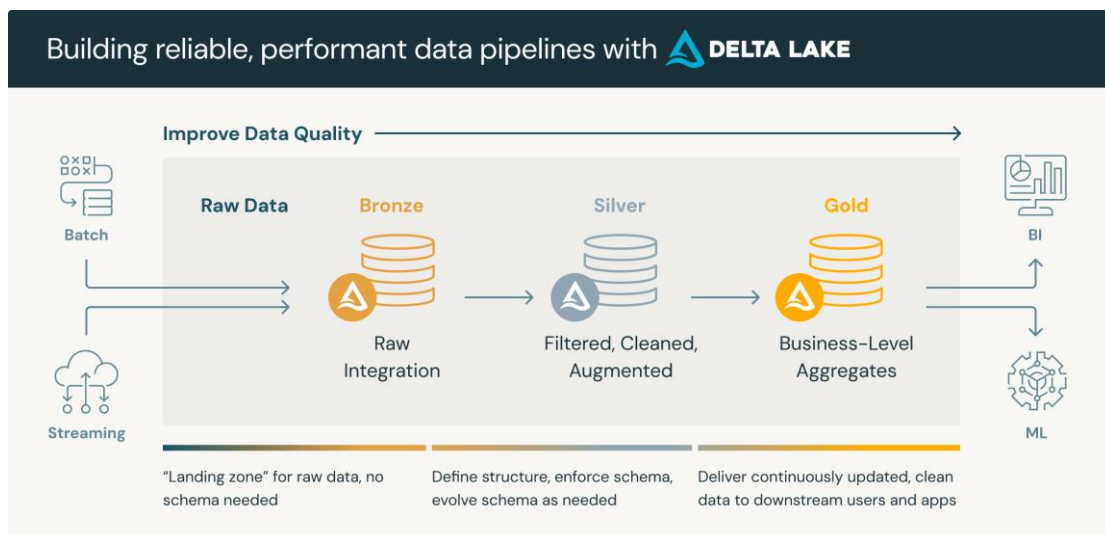 Building reliable, performant data pipelines with DELTA LAKE
Improve Data Quality
Batch
Streaming
Raw Data
Bronze
Raw
Integration
Silver
Filtered, Cleaned,
Augmented
Gold
Business-Level
Aggregates
BI
ML
“Landing zone” for raw data, no
schema needed
Define structure, enforce schema,
evolve schema as needed
Deliver continuously updated, clean
data to downstream users and apps